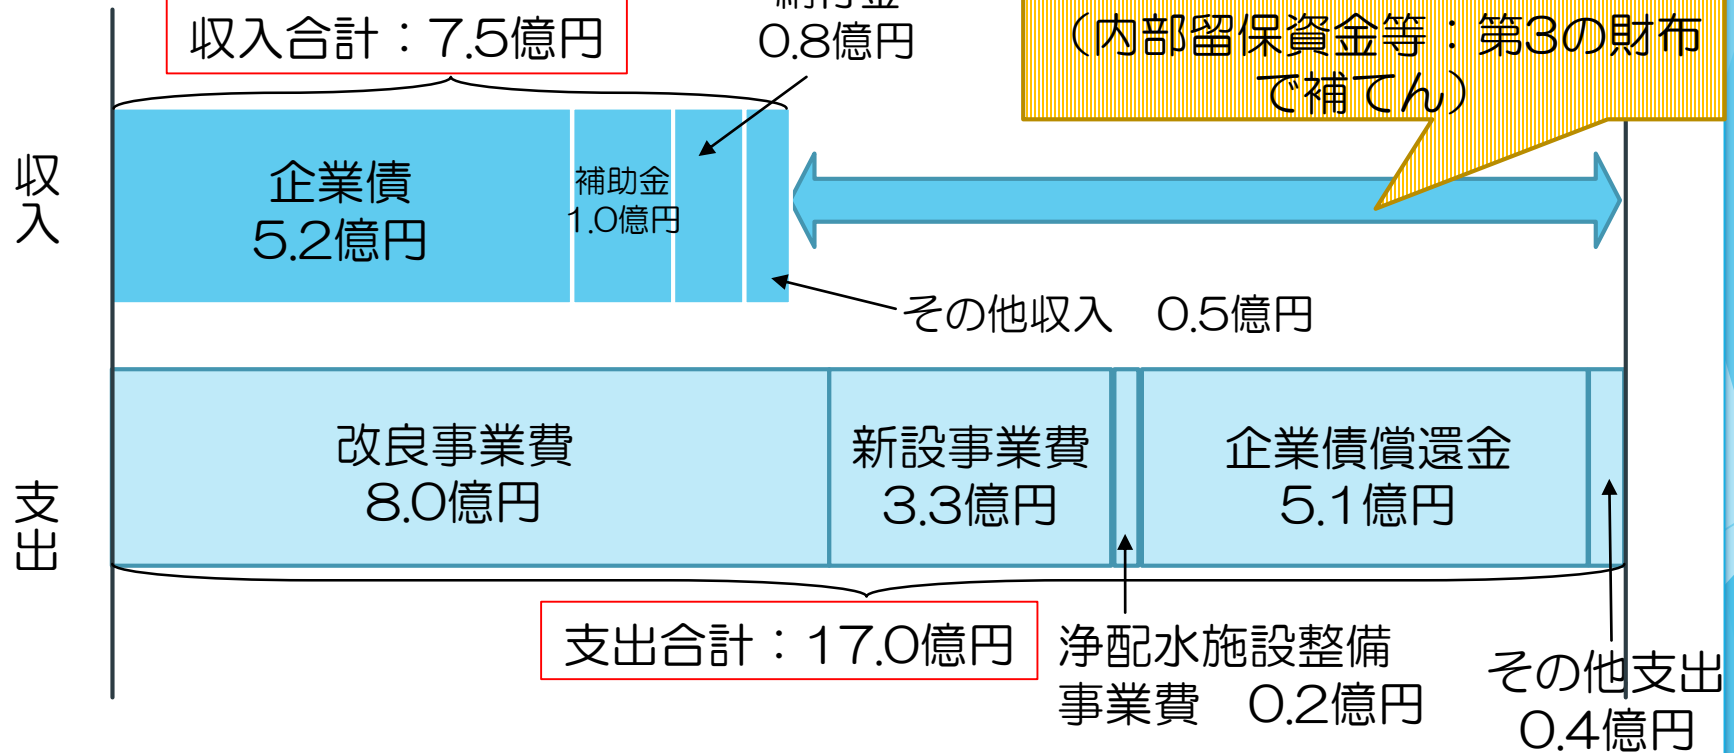 収入合計：7.5億円
0.8億円
（内部留保資金等：第3の財布
で補てん）
収入
企業債
5.2億円
補助金
1.0億円
その他収入　0.5億円
支出
改良事業費
8.0億円
新設事業費
3.3億円
企業債償還金
5.1億円
支出合計：17.0億円
浄配水施設整備
事業費　0.2億円
その他支出
0.4億円